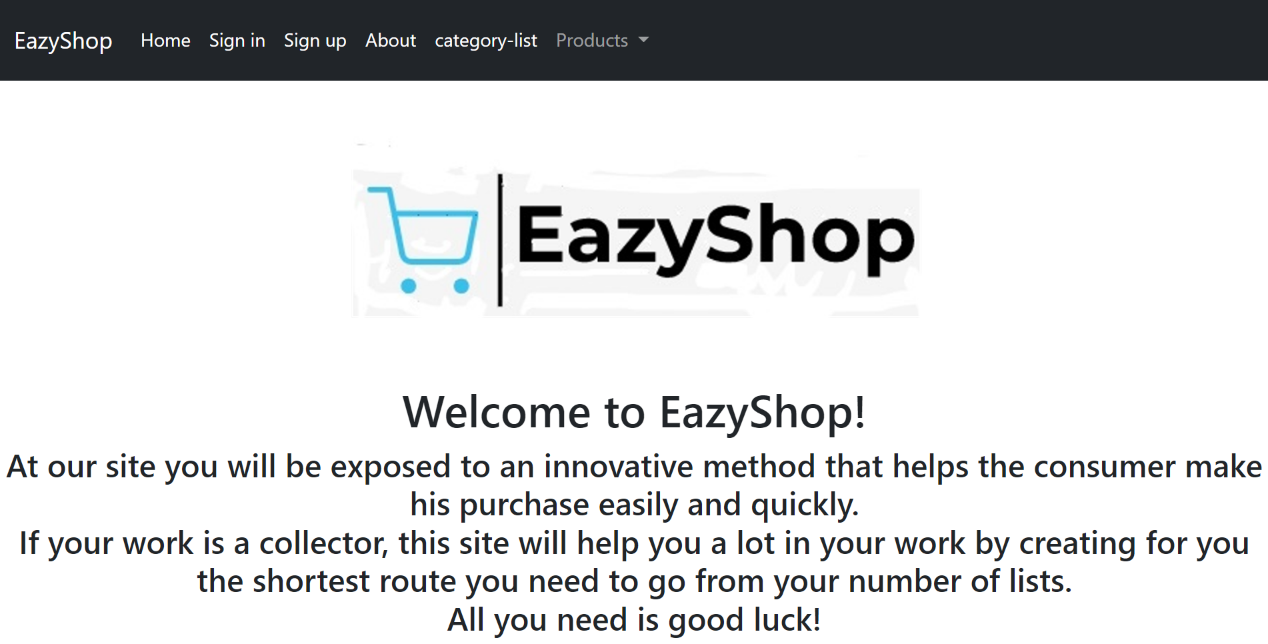 EazyShop Home Sign in Sign up About category-list Products
EazyShop
Welcome to EazyShop!
At our site you will be exposed to an innovative method that helps the consumer make
his purchase easily and quickly.
If your work is a collector, this site will help you a lot in your work by creating for you
the shortest route you need to go from your number of lists.
All you need is good luck!